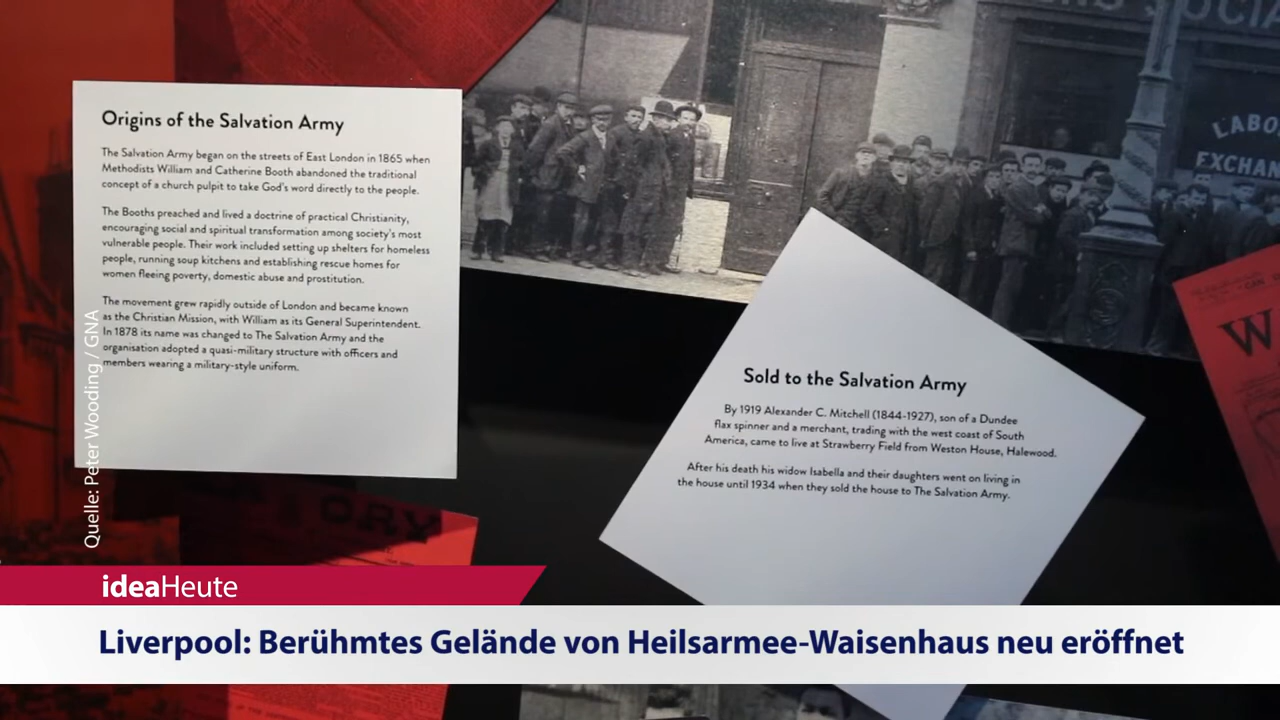 Origins of the Salvation Army
The Salvation Army began on the streets of East London in 1865 when
Methodists William and Catherine Booth abandoned the traditional
concept of a church pulpit to take God's word directly to the people.
The Booths preached and lived a doctrine of practical Christianity,
encouraging social and spiritual transformation among society's most
vulnerable people. Their work included setting up shelters for homeless
people, running soup kitchens and establishing rescue homes for
women fleeing poverty, domestic abuse and prostitution.
The movement grew rapidly outside of London and became known
as the Christian Mission, with William as its General Superintendent.
In 1878 its name was changed to The Salvation Army and the
organisation adopted a quasi-military structure with officers and
members wearing a military-style uniform.
SOCIA
LABO
EXCHAN
W
Sold to the Salvation Army
By 1919 Alexander C. Mitchell (1844-1927), son of a Dundee
flax spinner and a merchant, trading with the west coast of South
America, came to live at Strawberry Field from Weston House, Halewood.
After his death his widow Isabella and their daughters went on living in
the house until 1934 when they sold the house to The Salvation Army.
ORY
Quelle: Peter Wooding / GNA
ideaHeute
Liverpool: Berühmtes Gelände von Heilsarmee-Waisenhaus neu eröffnet